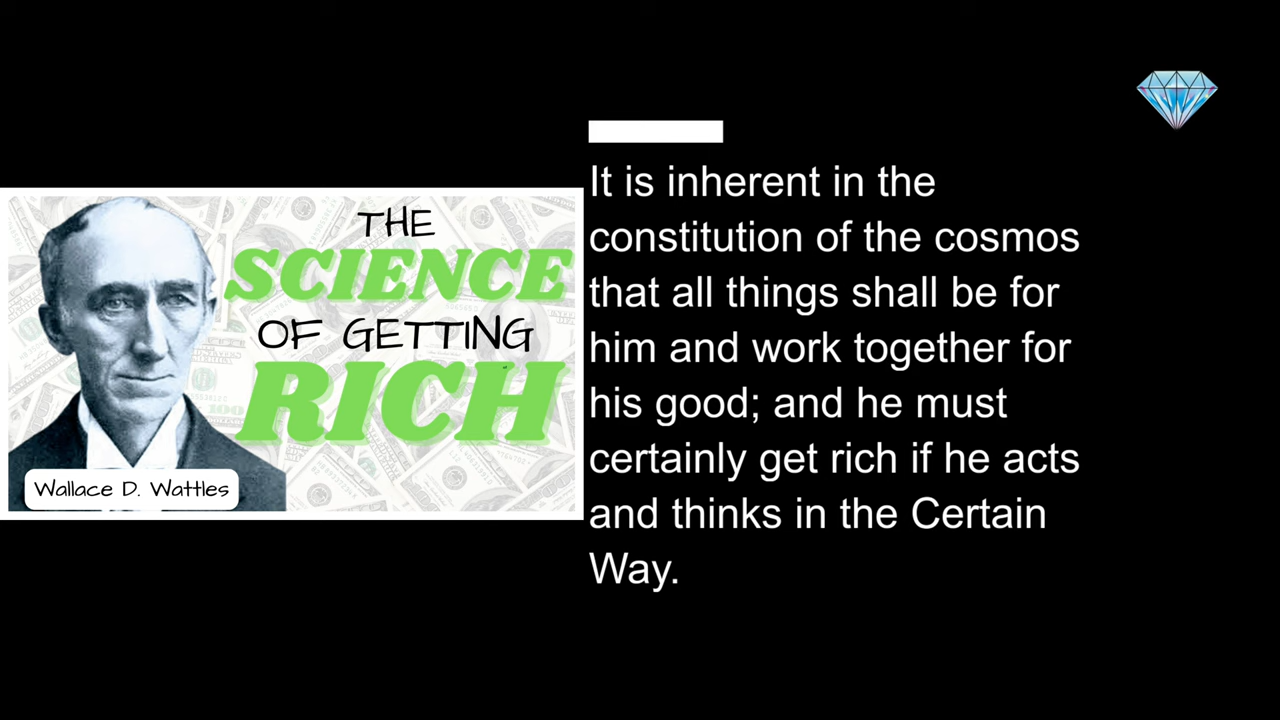 THE
SCIENCE
OF GETTING
RICH
Wallace D. Wattles
It is inherent in the
constitution of the cosmos
that all things shall be for
him and work together for
his good; and he must
certainly get rich if he acts
and thinks in the Certain
Way.